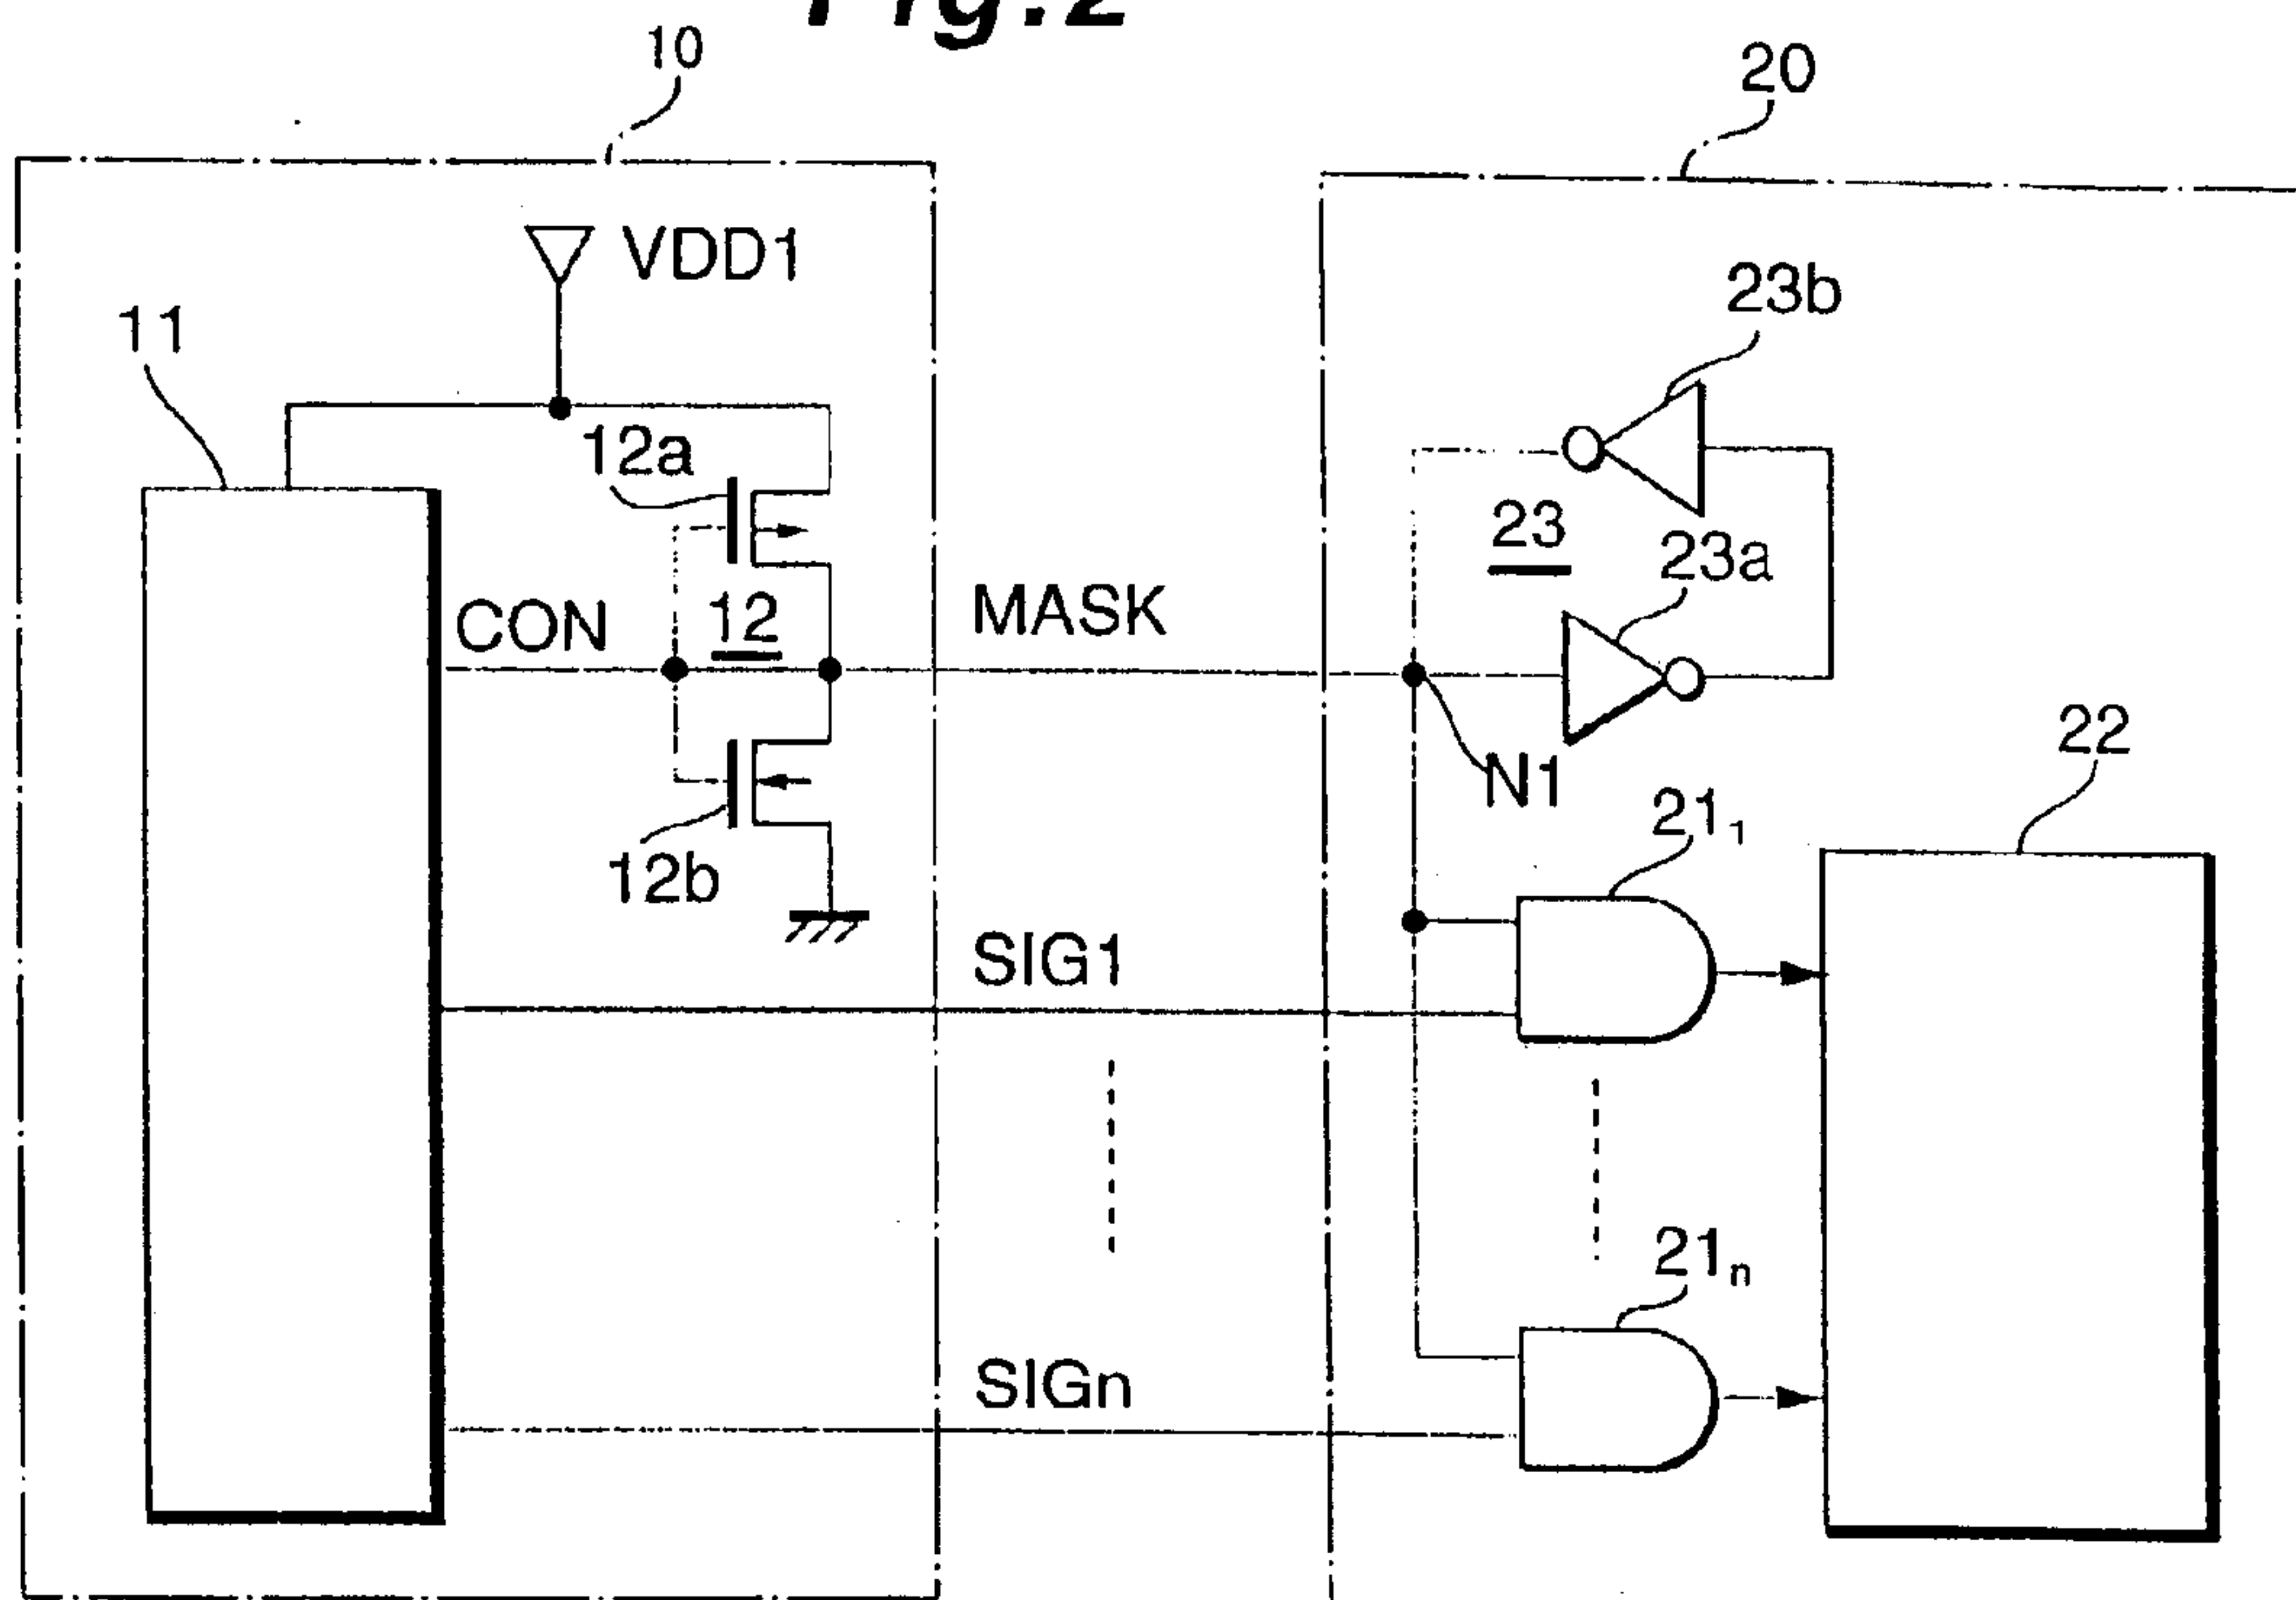 Fig.2
10
20
VDD1
11
23b
12a
23
23a
CON
12
MASK
N1
22
12b
21₁
SIG1
21ₙ
SIGn